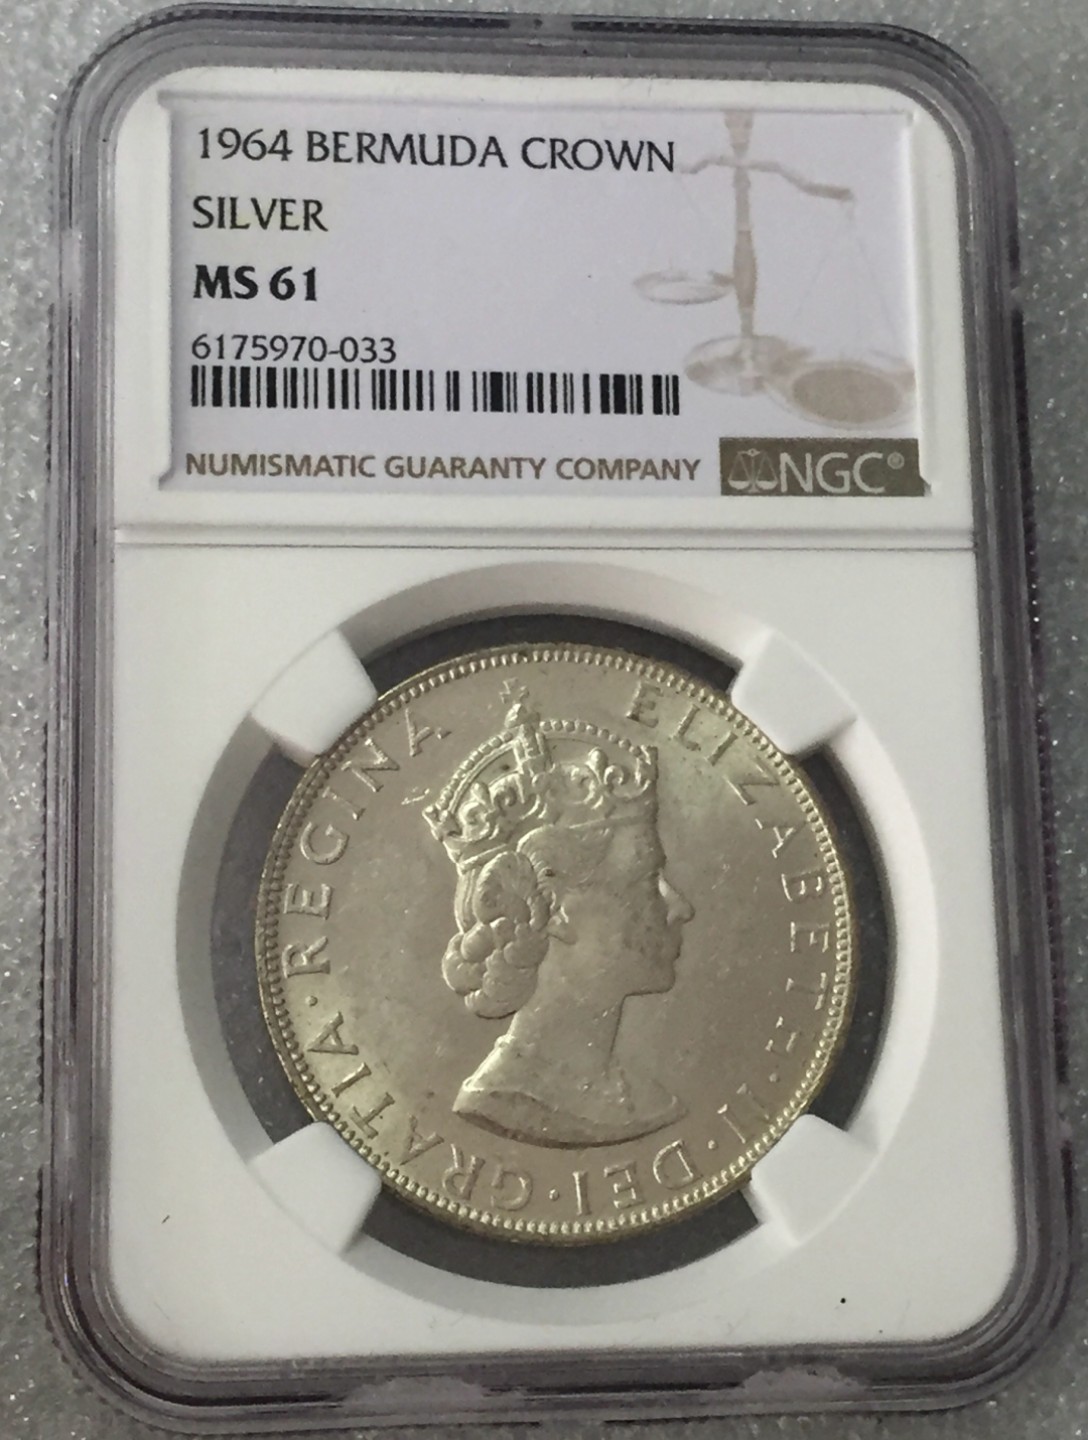 1964 BERMUDA CROWN
SILVER
MS 61
6175970-033
NUMISMATIC GUARANTY COMPANY
NGC®
ELIZABETH·II·DEI·GRATIA·REGINA